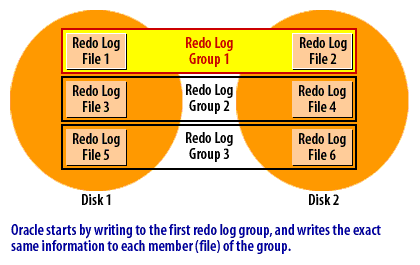 Redo Log
File 1
Redo Log
Group 1
Redo Log
File 2
Redo Log
File 3
Redo Log
Group 2
Redo Log
File 4
Redo Log
File 5
Redo Log
Group 3
Redo Log
File 6
Disk 1
Disk 2
Oracle starts by writing to the first redo log group, and writes the exact
same information to each member (file) of the group.